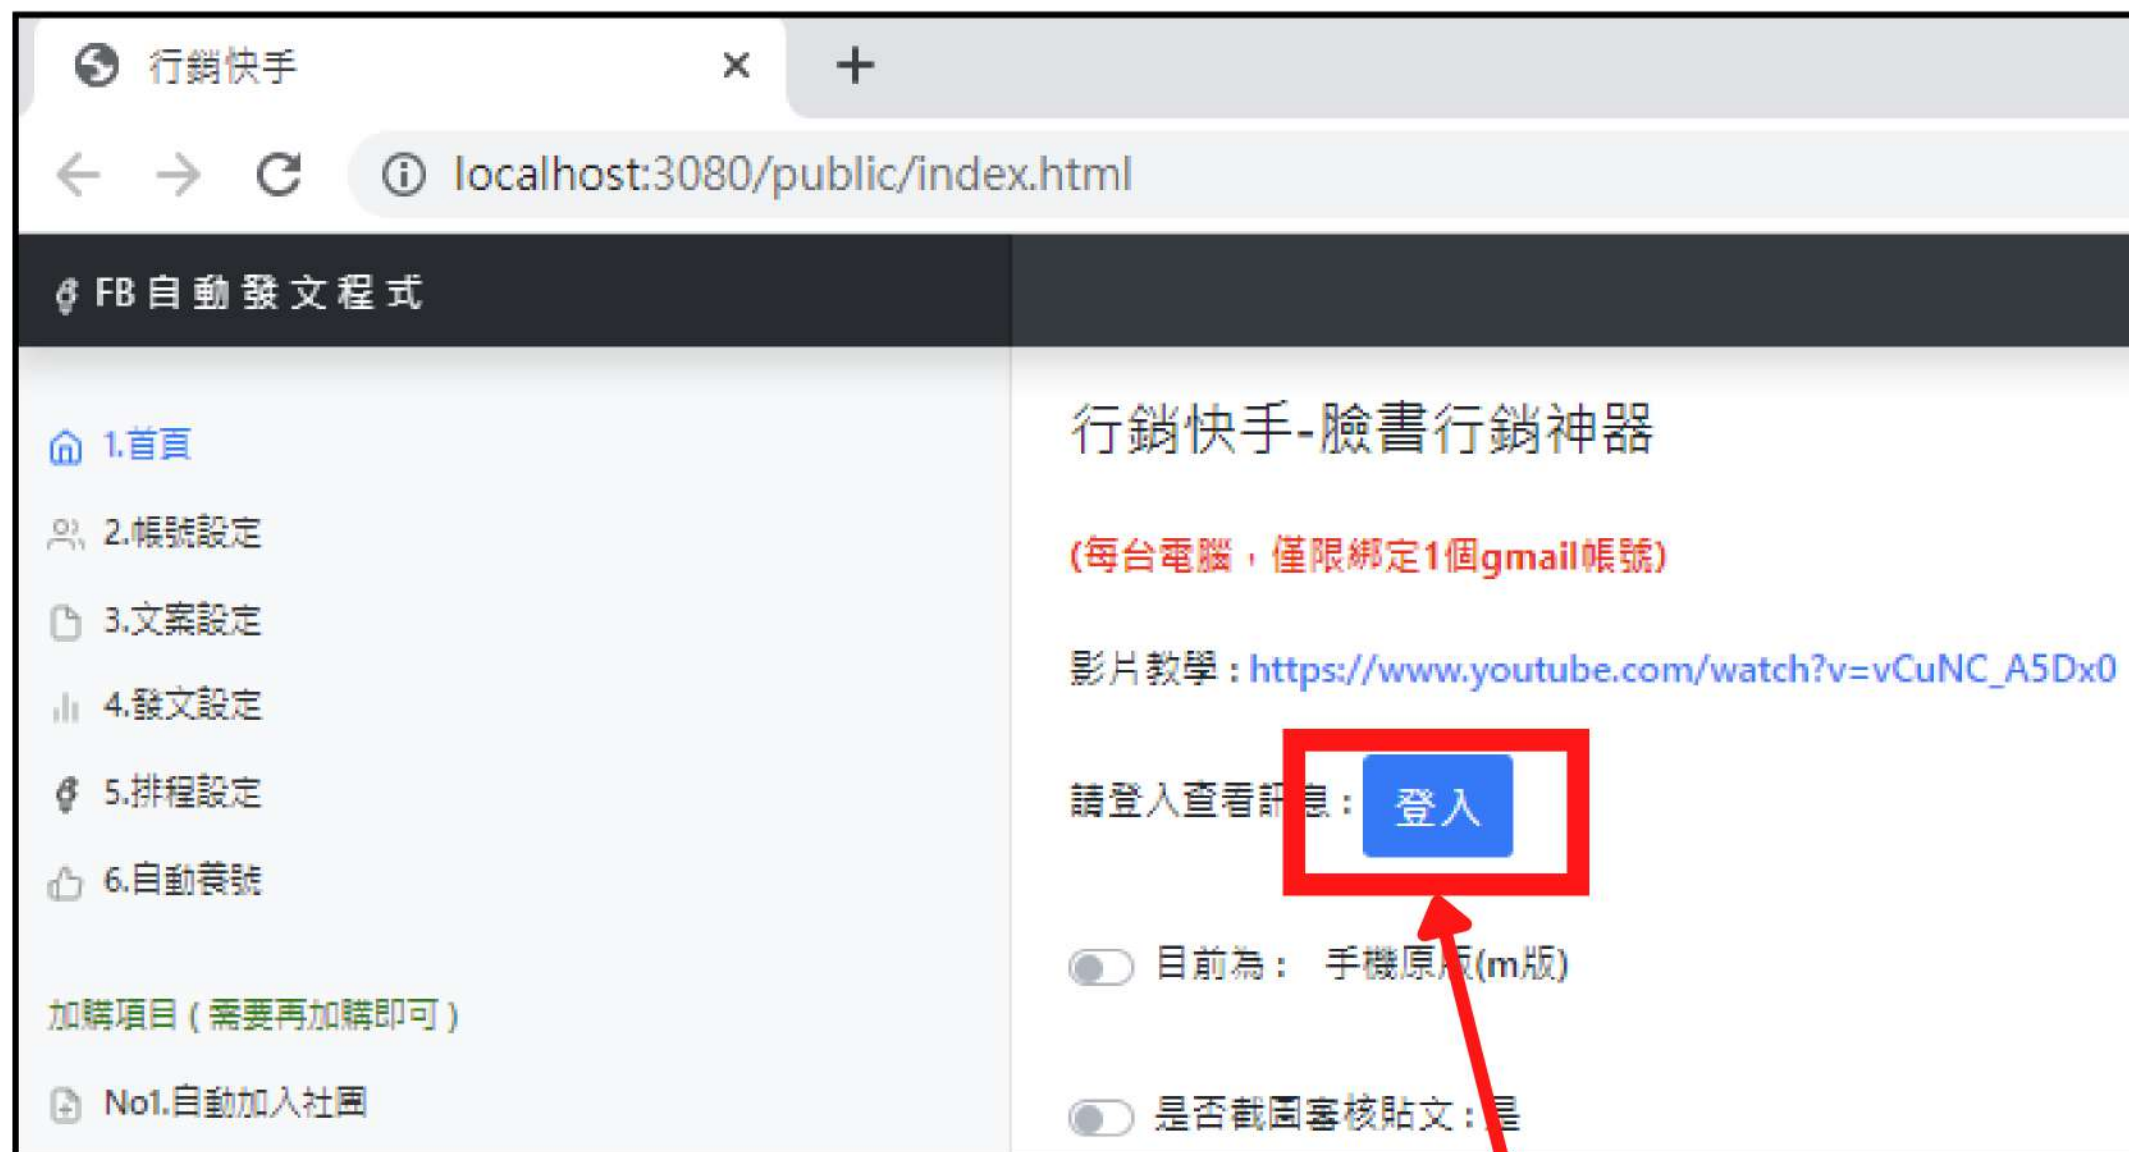 行銷快手
localhost:3080/public/index.html
FB自動發文程式
1.首頁
2.帳號設定
3.文案設定
4.發文設定
5.排程設定
6.自動養號
加購項目 ( 需要再加購即可 )
No1.自動加入社團
行銷快手-臉書行銷神器
(每台電腦，僅限綁定1個gmail帳號)
影片教學 : https://www.youtube.com/watch?v=vCuNC_A5Dx0
請登入查看訊息 : 登入
目前為 : 手機原版(m版)
是否截圖審核貼文 : 是